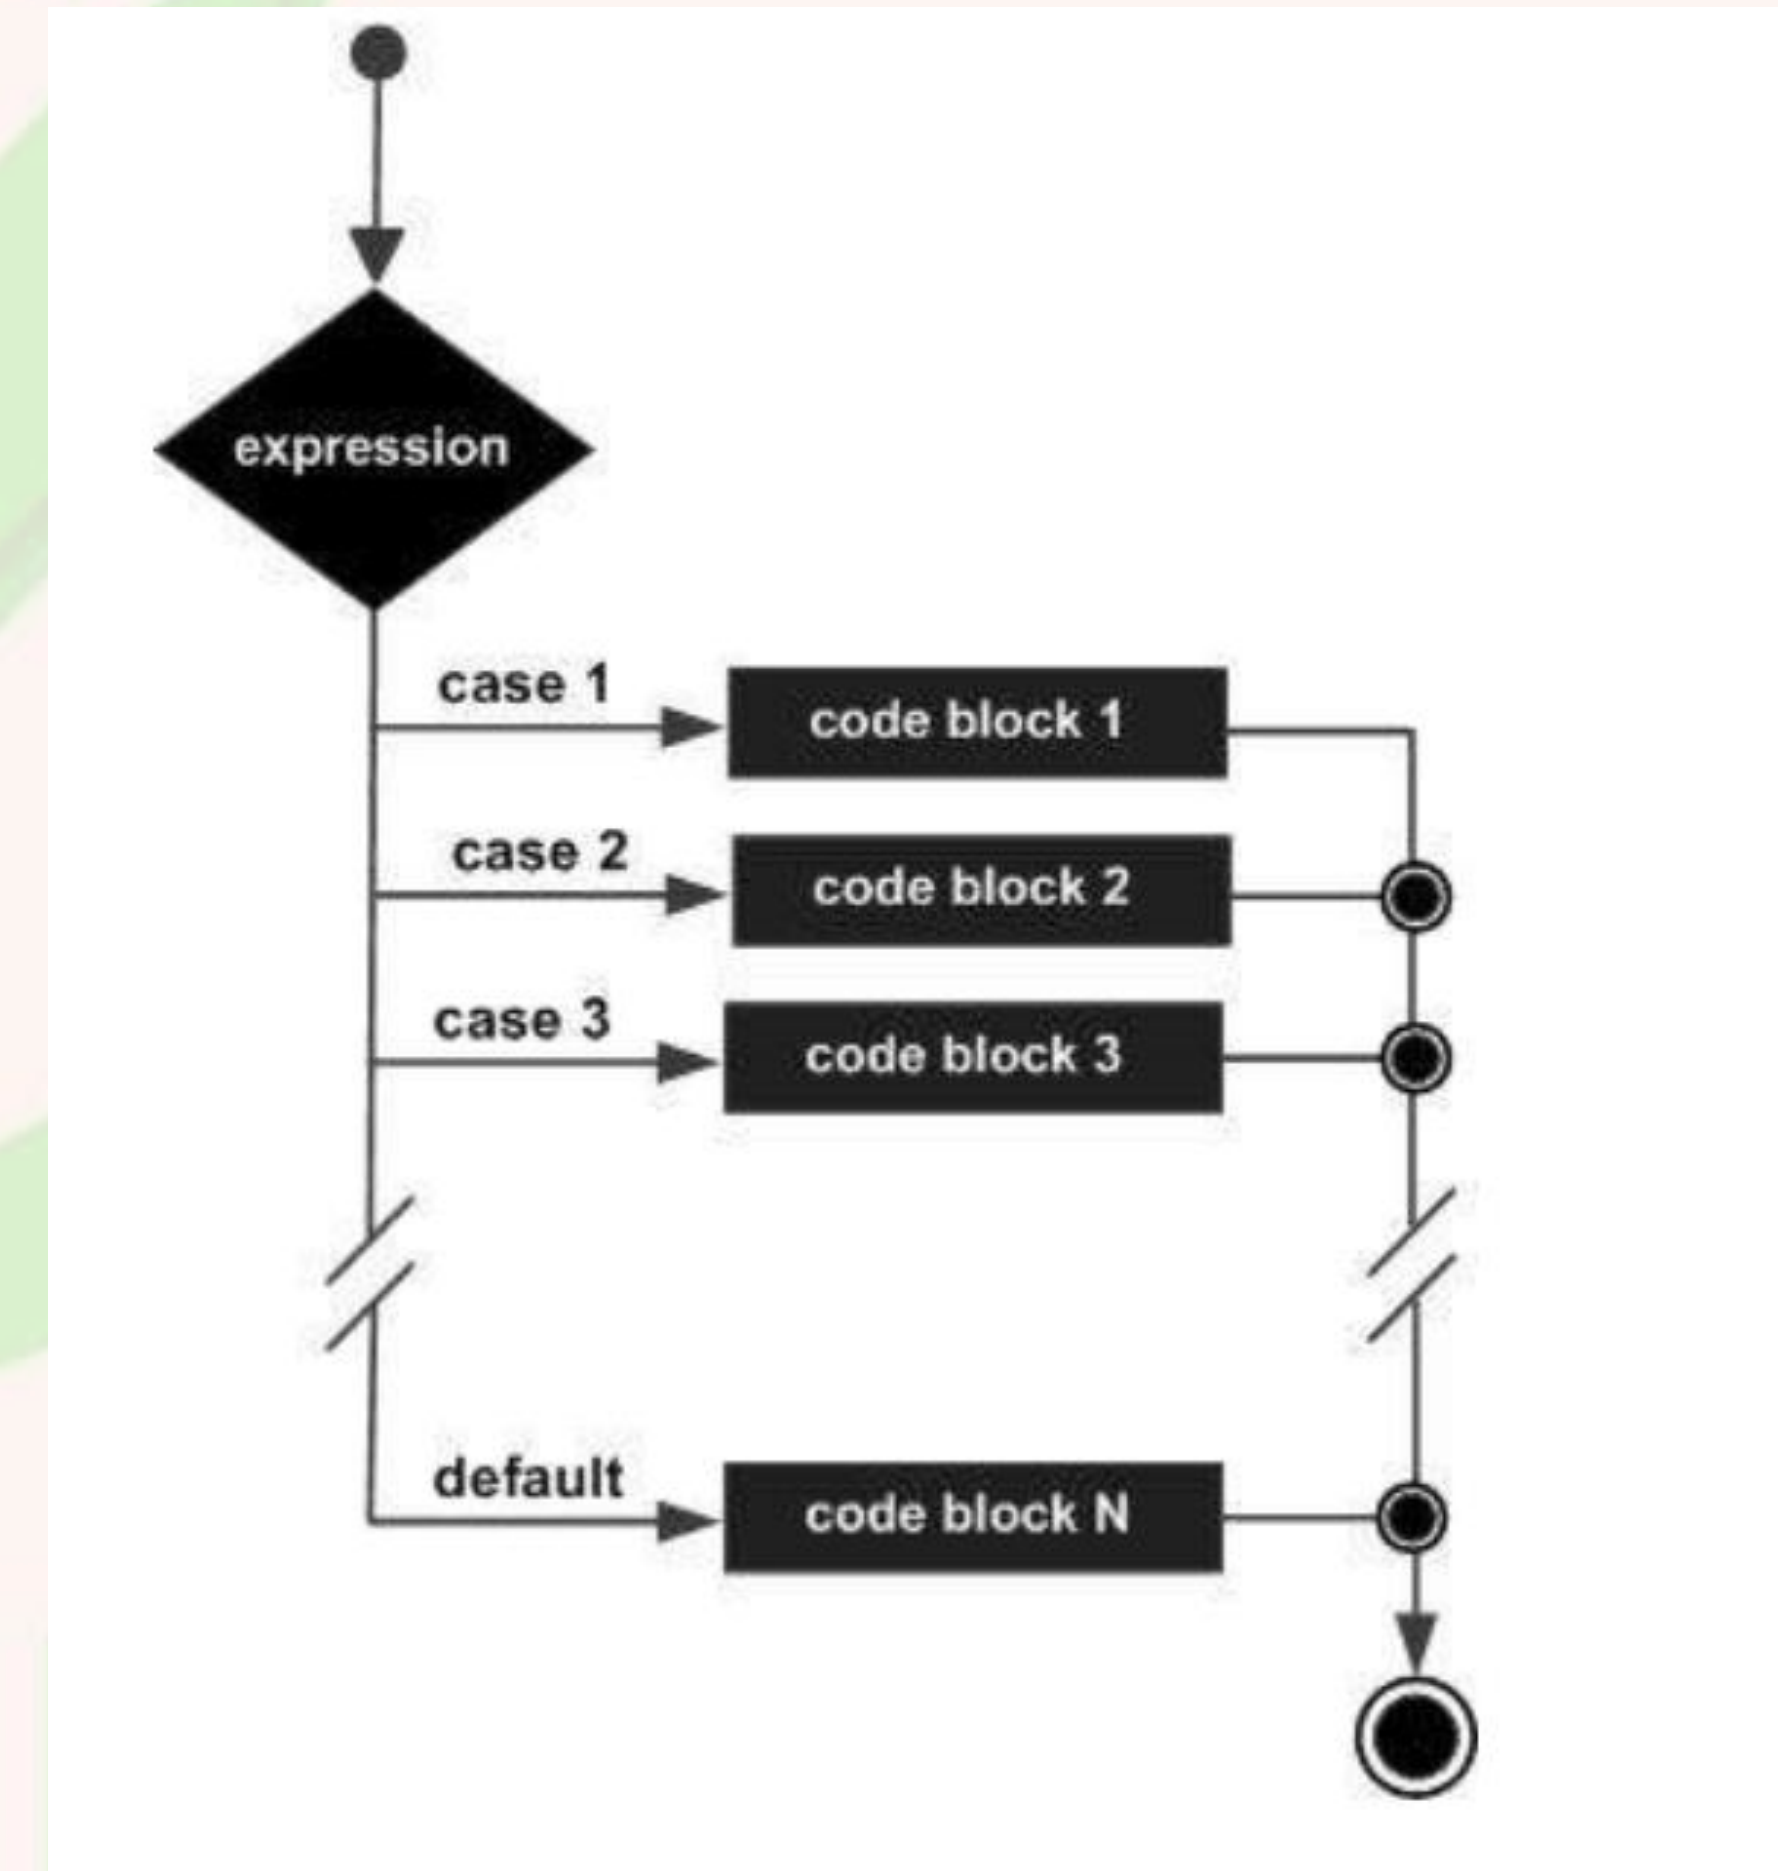 expression
case 1
code block 1
case 2
code block 2
case 3
code block 3
default
code block N